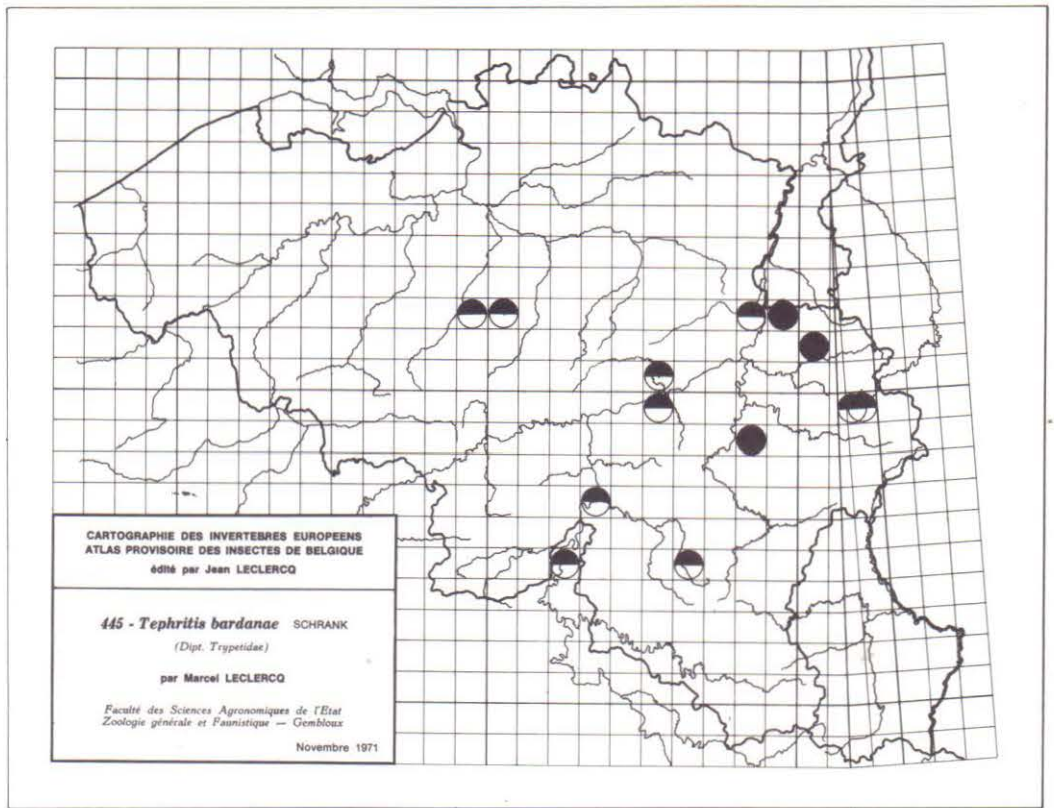 CARTOGRAPHIE DES INVERTEBRES EUROPEENS
ATLAS PROVISOIRE DES INSECTES DE BELGIQUE
édité par Jean LECLERCQ
445 - Tephritis bardanae SCHRANK
(Dipt. Trypetidae)
par Marcel LECLERCQ
Faculté des Sciences Agronomiques de l'Etat
Zoologie générale et Faunistique — Gembloux
Novembre 1971